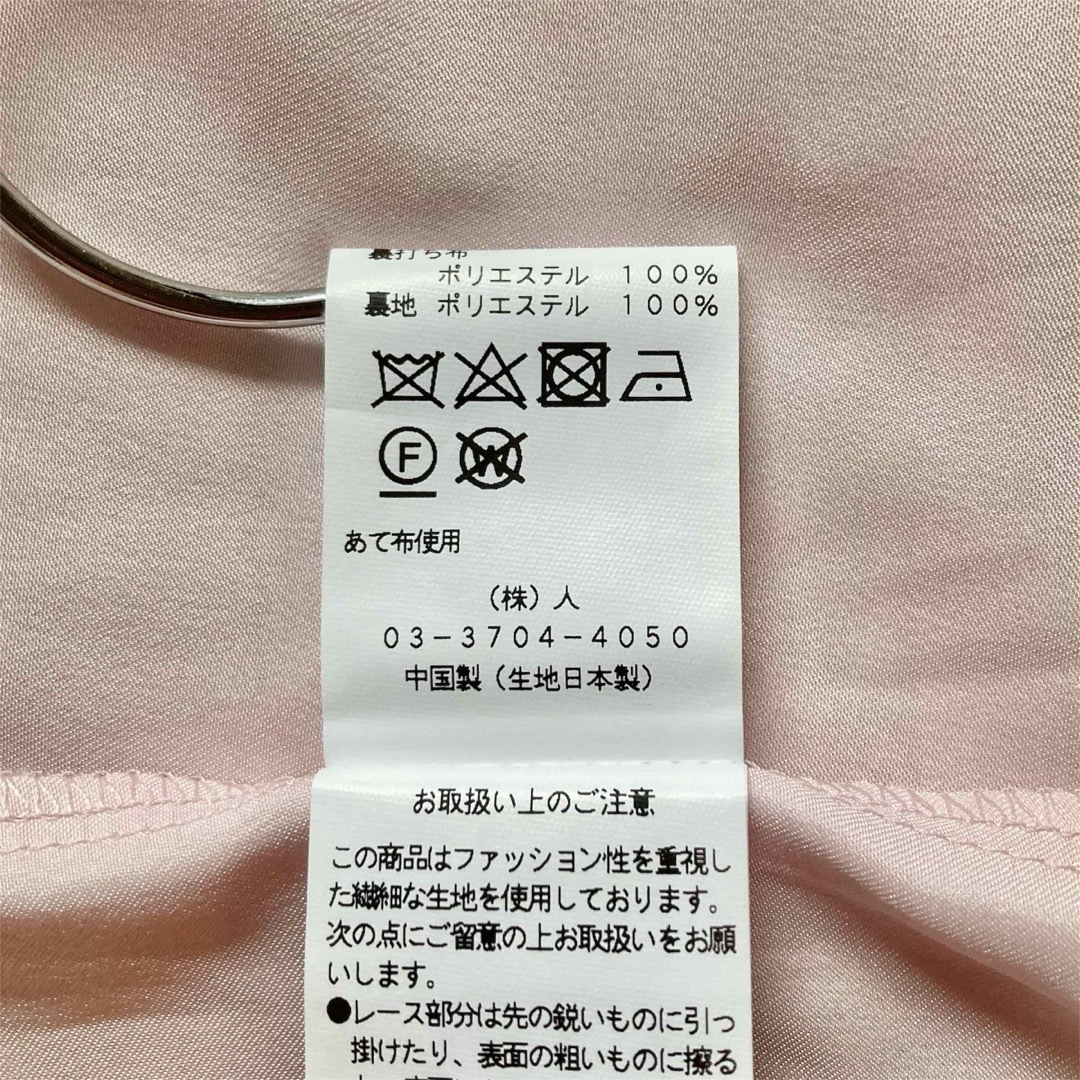 裏打ち布
ポリエステル 100%
裏地 ポリエステル 100%
F
W
あて布使用
(株)人
03-3704-4050
中国製(生地日本製)
お取扱い上のご注意
この商品はファッション性を重視し
た繊細な生地を使用しております。
次の点にご留意の上お取扱いをお願
いします。
●レース部分は先の鋭いものに引っ
掛けたり、表面の粗いものに擦る